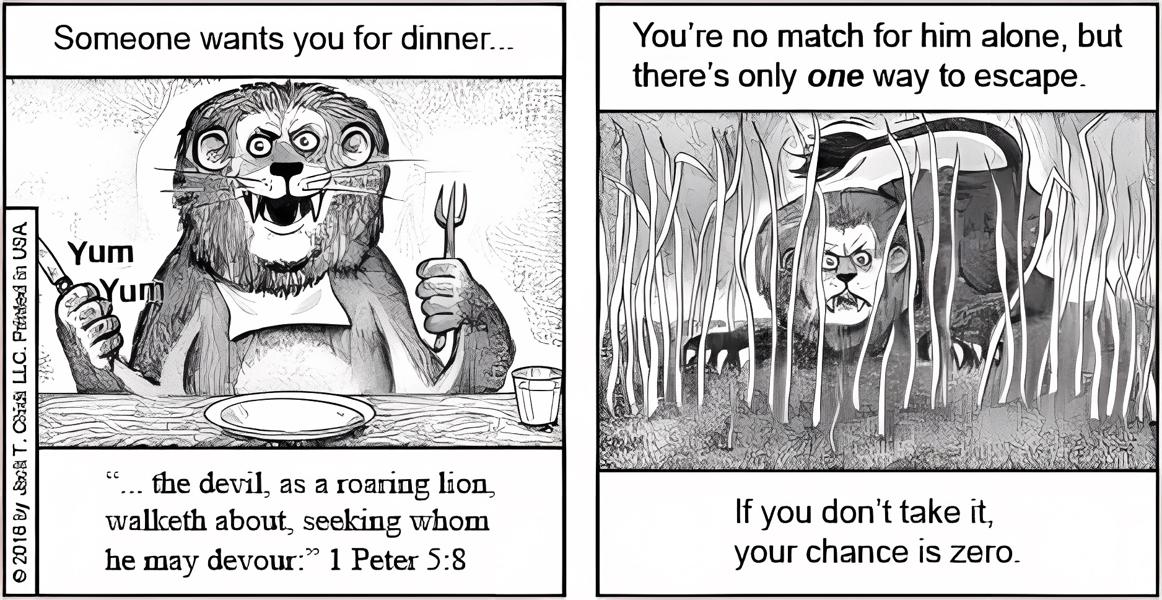 Someone wants you for dinner...
Yum
Yum
"... the devil, as a roaring lion,
walketh about, seeking whom
he may devour:" 1 Peter 5:8
© 2016 by T. LLC. Printed in USA
You're no match for him alone, but
there's only one way to escape.
If you don't take it,
your chance is zero.